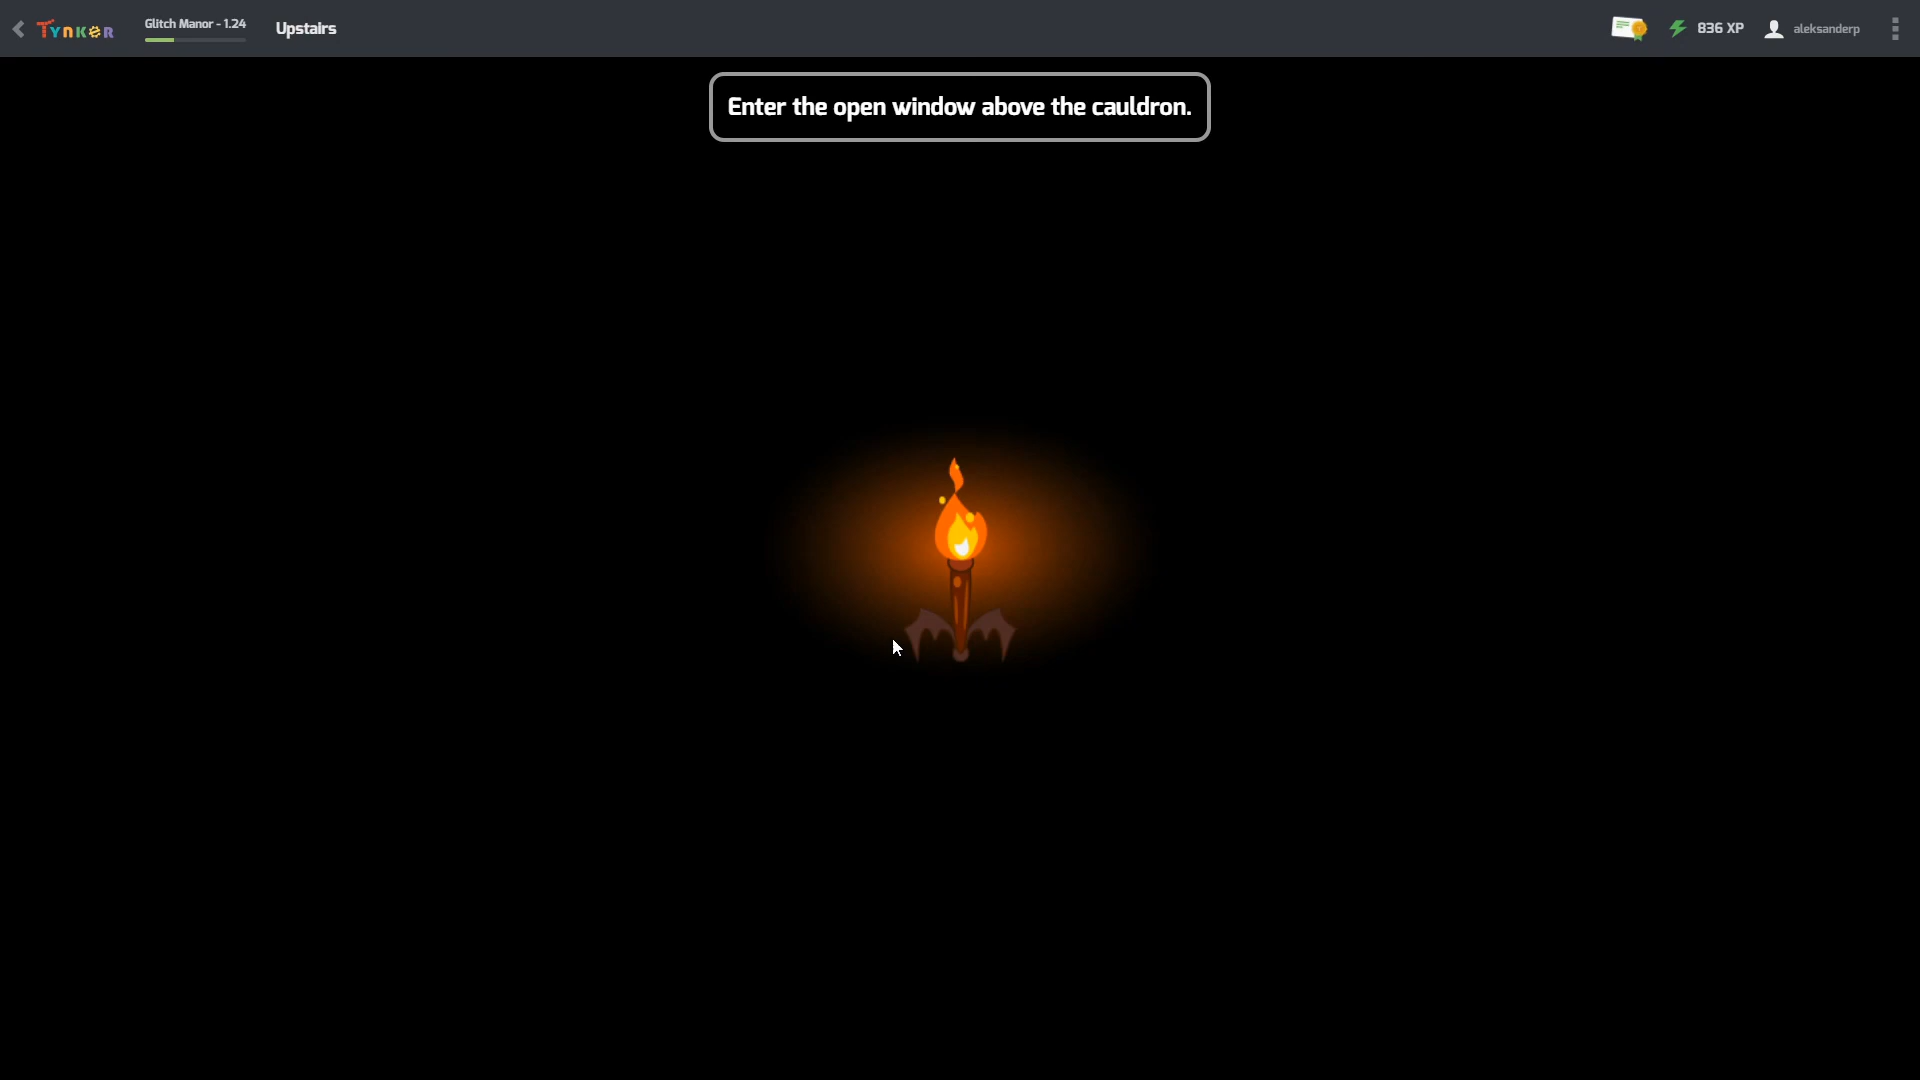 TYNKER
Glitch Manor - 1.24
Upstairs
836 XP
aleksanderp
Enter the open window above the cauldron.